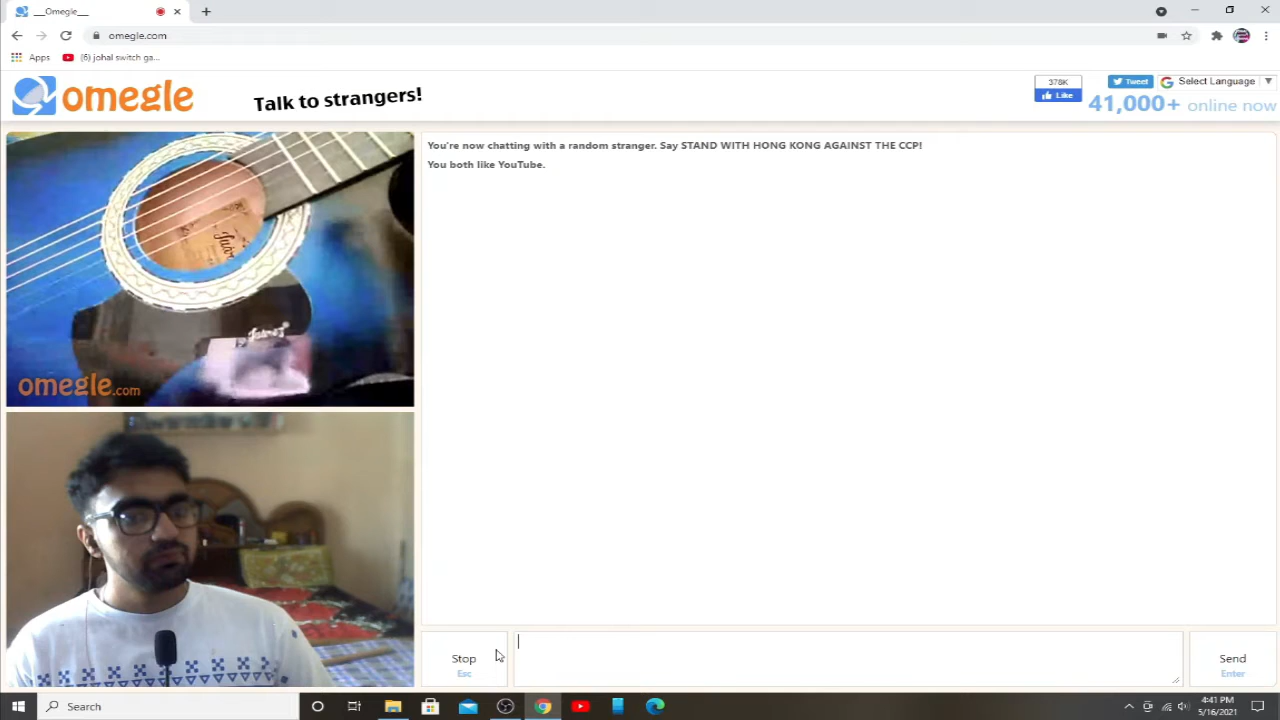 __Omegle__
omegle.com
Apps
(6) johal switch ga...
omegle
Talk to strangers!
378K
Like
Tweet
Select Language
41,000+ online now
You're now chatting with a random stranger. Say STAND WITH HONG KONG AGAINST THE CCP!
You both like YouTube.
Juárez
omegle.com
Stop
Esc
Send
Enter
Search
4:41 PM
5/16/2021